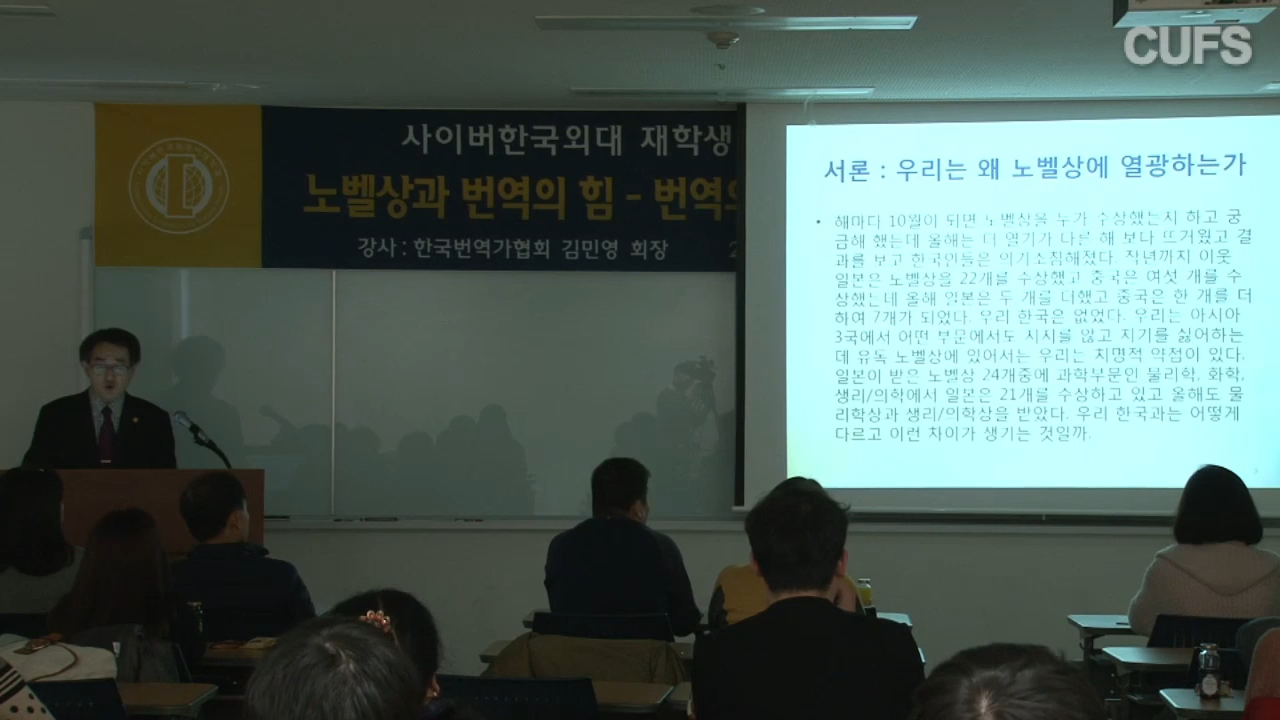 CUFS
사이버한국외대 재학생
노벨상과 번역의 힘 - 번역의
강사 : 한국번역가협회 김민영 회장
서론 : 우리는 왜 노벨상에 열광하는가
• 해마다 10월이 되면 노벨상을 누가 수상했는지 하고 궁
금해 했는데 올해는 더 열기가 다른 해 보다 뜨거웠고 결
과를 보고 한국인들은 의기소침해졌다. 작년까지 이웃
일본은 노벨상을 22개를 수상했고 중국은 여섯 개를 수
상했는데 올해 일본은 두 개를 더했고 중국은 한 개를 더
하여 7개가 되었다. 우리 한국은 없었다. 우리는 아시아
3국에서 어떤 부문에서도 지시를 않고 지기를 싫어하는
데 유독 노벨상에 있어서는 우리는 치명적 약점이 있다.
일본이 받은 노벨상 24개중에 과학부문인 물리학, 화학,
생리/의학에서 일본은 21개를 수상하고 있고 올해도 물
리학상과 생리/의학상을 받았다. 우리 한국과는 어떻게
다르고 이런 차이가 생기는 것일까.